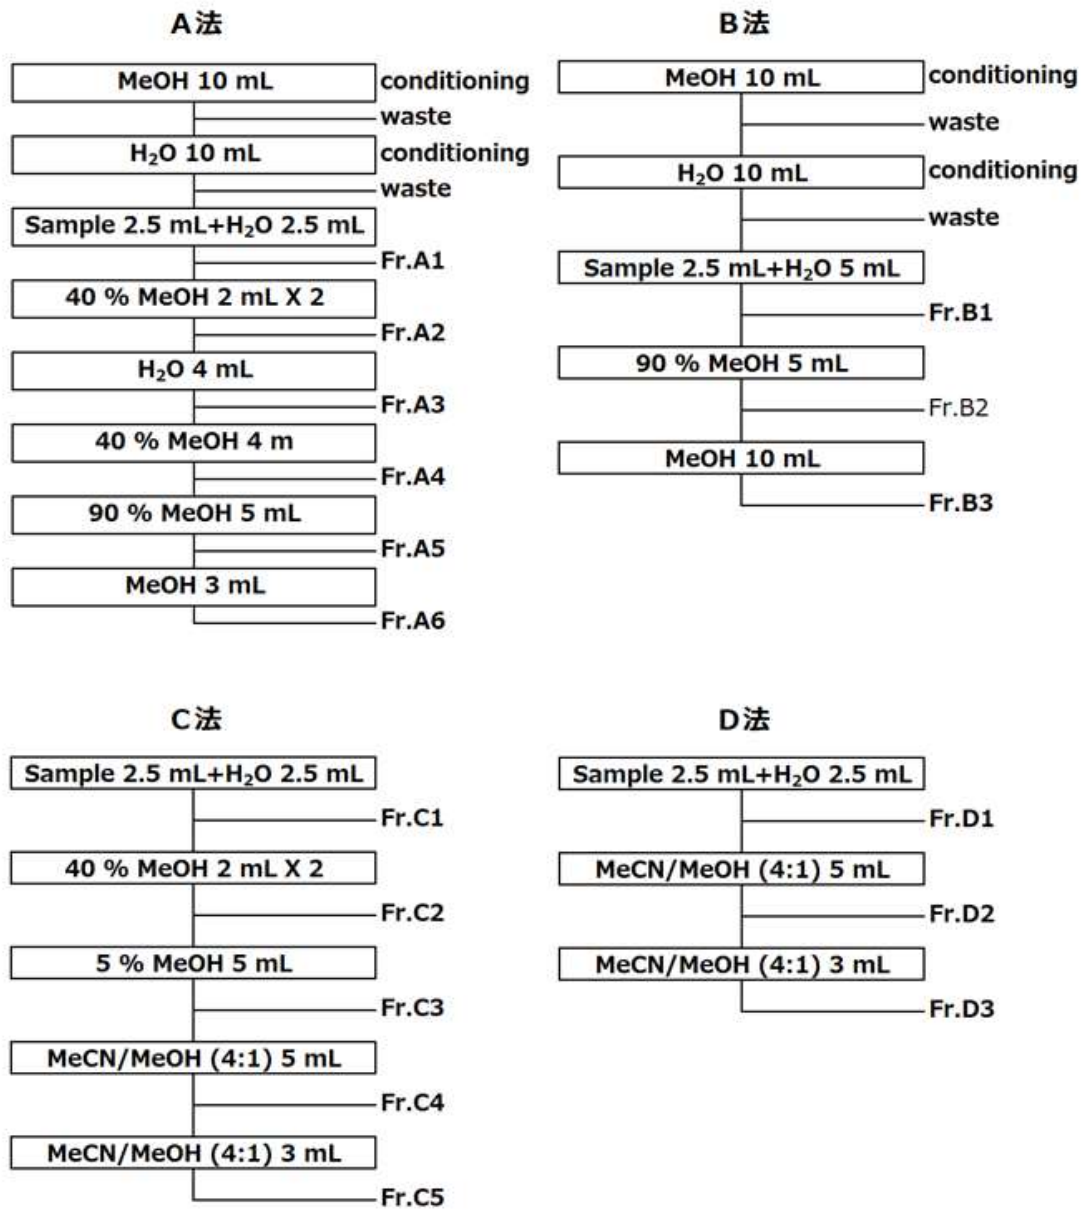 A法
MeOH 10 mL conditioning
waste
H₂O 10 mL conditioning
waste
Sample 2.5 mL+H₂O 2.5 mL
Fr.A1
40 % MeOH 2 mL X 2
Fr.A2
H₂O 4 mL
Fr.A3
40 % MeOH 4 m
Fr.A4
90 % MeOH 5 mL
Fr.A5
MeOH 3 mL
Fr.A6
B法
MeOH 10 mL conditioning
waste
H₂O 10 mL conditioning
waste
Sample 2.5 mL+H₂O 5 mL
Fr.B1
90 % MeOH 5 mL
Fr.B2
MeOH 10 mL
Fr.B3
C法
Sample 2.5 mL+H₂O 2.5 mL
Fr.C1
40 % MeOH 2 mL X 2
Fr.C2
5 % MeOH 5 mL
Fr.C3
MeCN/MeOH (4:1) 5 mL
Fr.C4
MeCN/MeOH (4:1) 3 mL
Fr.C5
D法
Sample 2.5 mL+H₂O 2.5 mL
Fr.D1
MeCN/MeOH (4:1) 5 mL
Fr.D2
MeCN/MeOH (4:1) 3 mL
Fr.D3